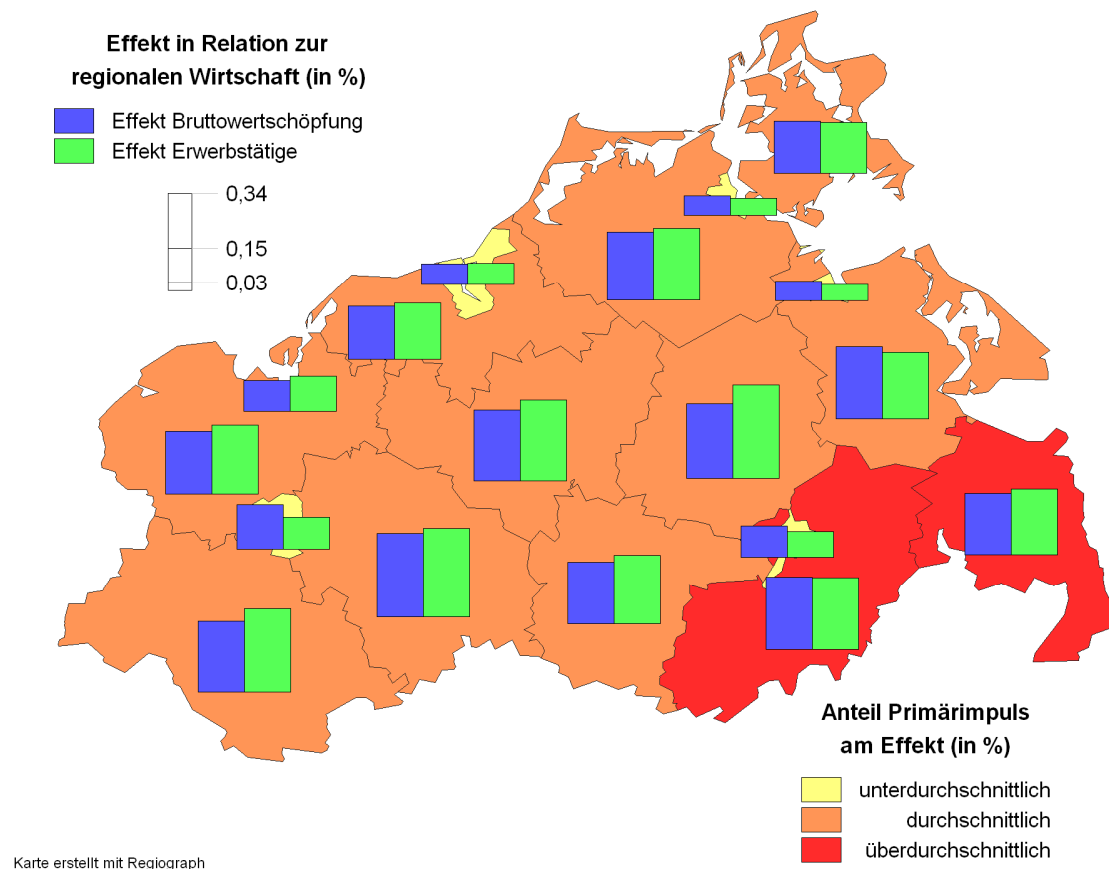 Effekt in Relation zur
regionalen Wirtschaft (in %)
Effekt Bruttowertschöpfung
Effekt Erwerbstätige
0,34
0,15
0,03
Anteil Primärimpuls
am Effekt (in %)
unterdurchschnittlich
durchschnittlich
überdurchschnittlich
Karte erstellt mit Regiograph